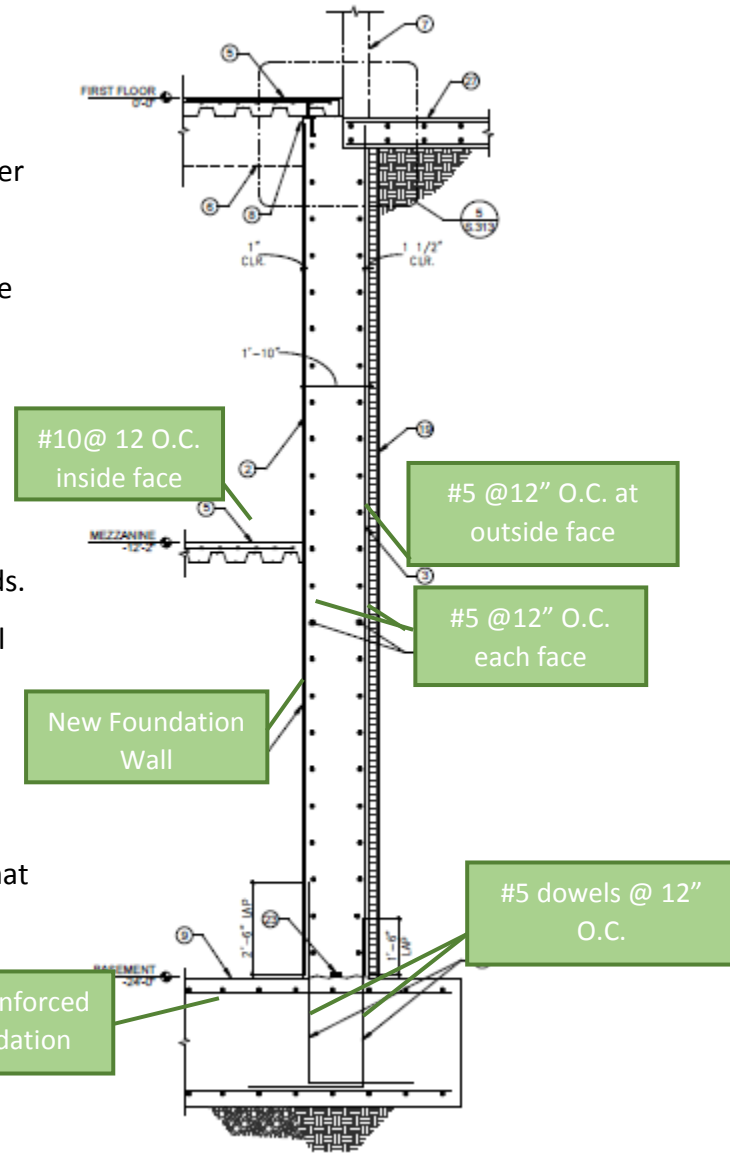 7
5
27
FIRST FLOOR
0'-0"
er
6
8
5
S.313
1"
CLR.
1 1/2"
CLR.
e
1'-10"
#10@ 12 O.C.
inside face
2
19
#5 @12" O.C. at
outside face
5
MEZZANINE
-12'-2"
3
ds.
#5 @12" O.C.
each face
New Foundation
Wall
at
#5 dowels @ 12"
O.C.
2'-6" LAP
23
1'-6"
LAP
9
BASEMENT
-24'-0"
nforced
dation